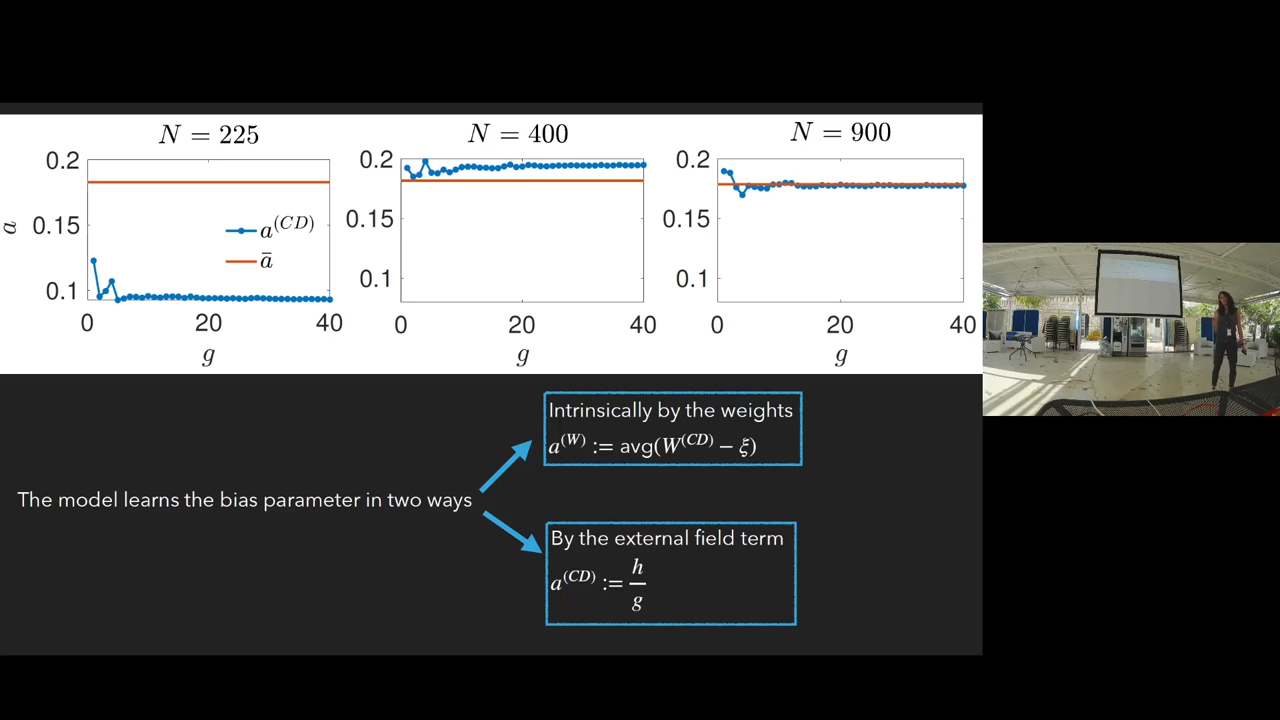 N = 225
N = 400
N = 900
0.2
0.15
0.1
a
a^(CD)
ā
0 20 40
g
0.2
0.15
0.1
0 20 40
g
0.2
0.15
0.1
0 20 40
g
Intrinsically by the weights
a^(W) := avg(W^(CD) − ξ)
The model learns the bias parameter in two ways
By the external field term
a^(CD) := h/g